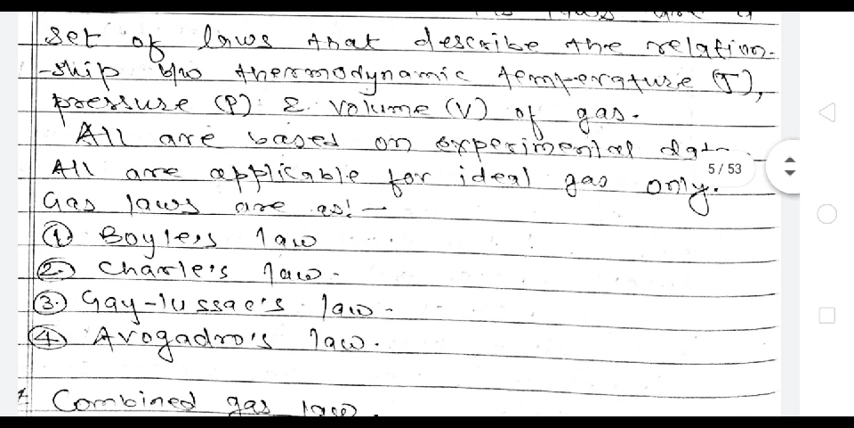 set of laws that describe the relation-
-ship b/w thermodynamic temperature (T),
pressure (P) & volume (V) of gas.
All are based on experimental data
5/53
All are applicable for ideal gas only.
Gas laws are as:-
① Boyle's law
②. Charle's law.
③. Gay-lussac's law.
④ Avogadro's law.
Combined gas law.